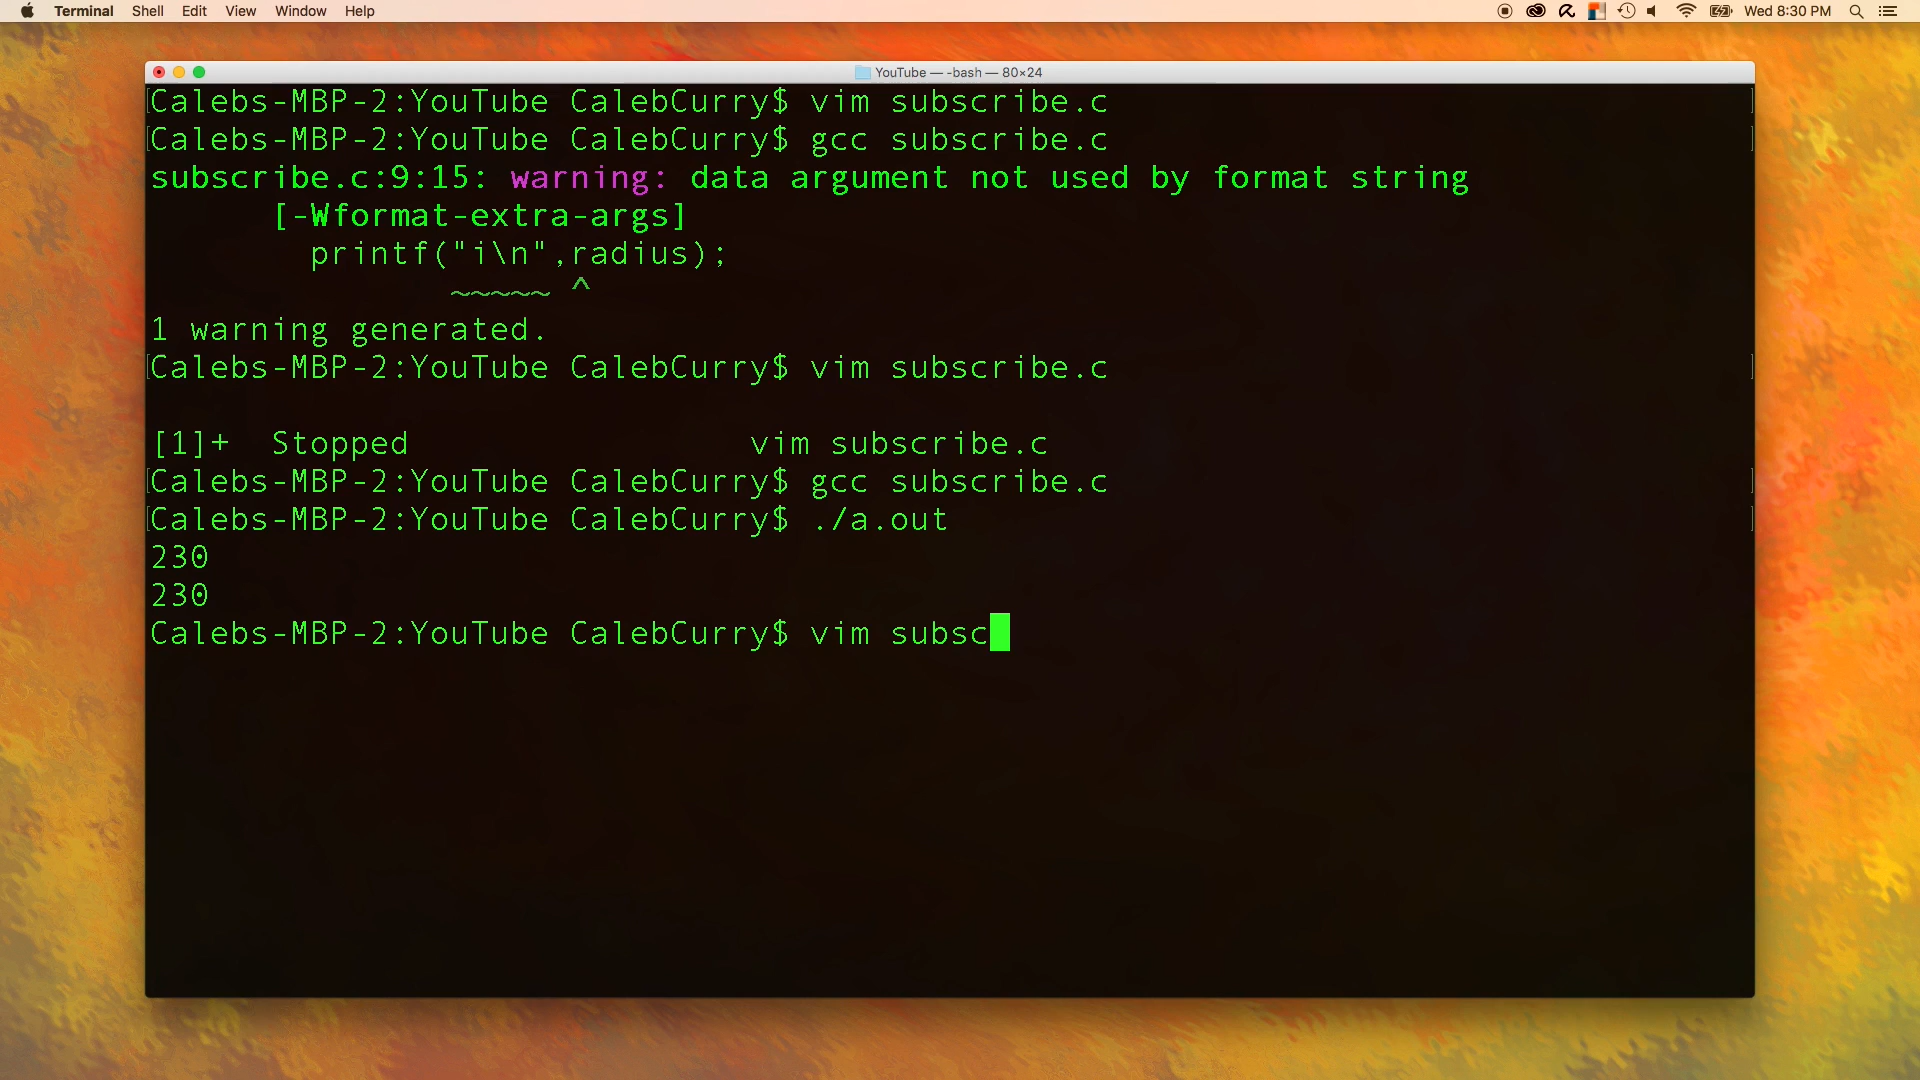 Terminal Shell Edit View Window Help Wed 8:30 PM
YouTube — -bash — 80×24
Calebs-MBP-2:YouTube CalebCurry$ vim subscribe.c
Calebs-MBP-2:YouTube CalebCurry$ gcc subscribe.c
subscribe.c:9:15: warning: data argument not used by format string
[-Wformat-extra-args]
printf("i\n",radius);
~~~~~ ^
1 warning generated.
Calebs-MBP-2:YouTube CalebCurry$ vim subscribe.c
[1]+  Stopped                 vim subscribe.c
Calebs-MBP-2:YouTube CalebCurry$ gcc subscribe.c
Calebs-MBP-2:YouTube CalebCurry$ ./a.out
230
230
Calebs-MBP-2:YouTube CalebCurry$ vim subsc